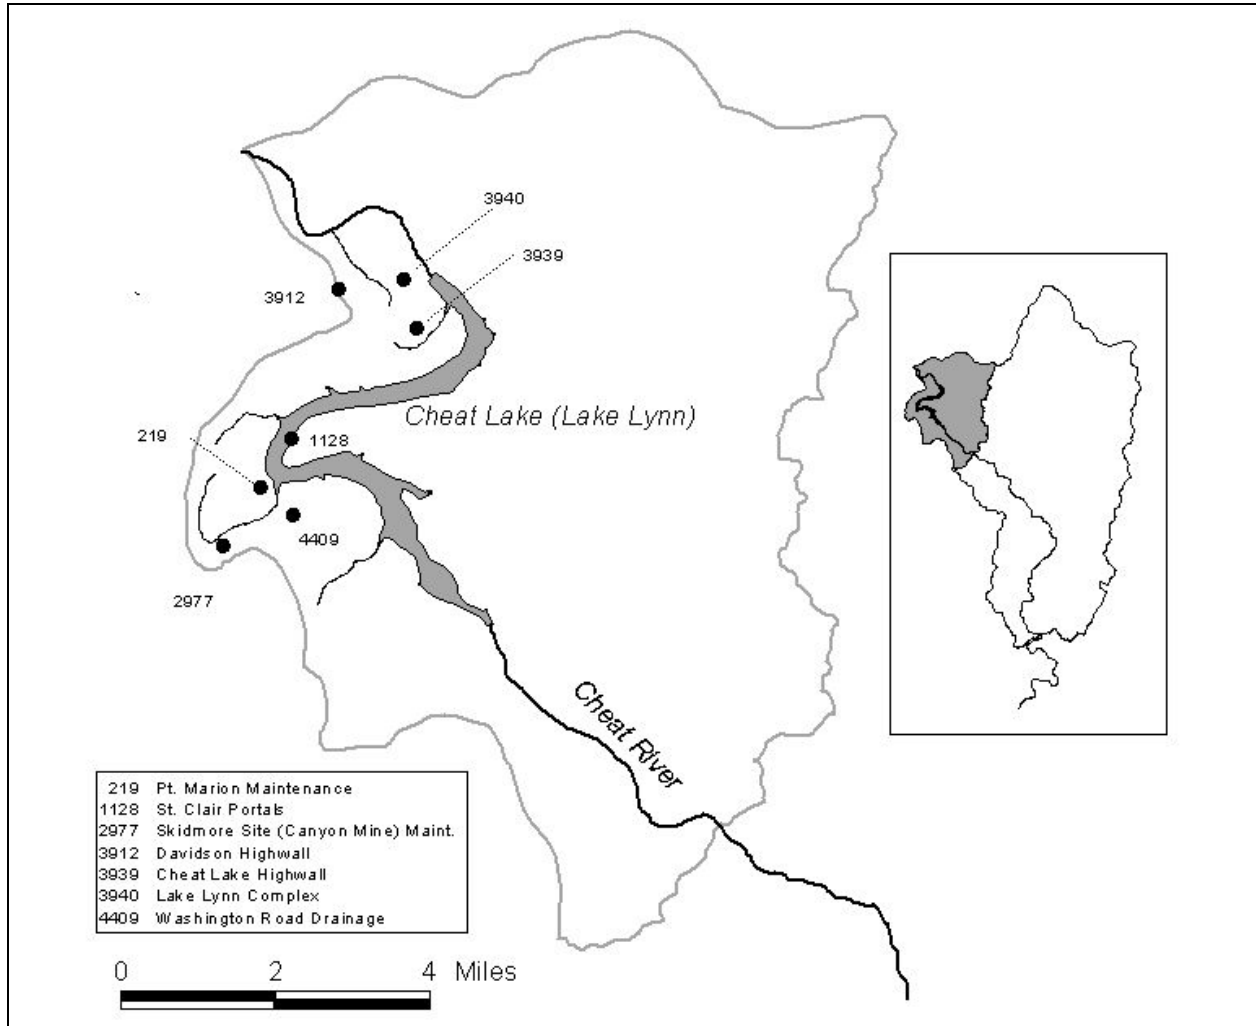 3940
3939
3912
Cheat Lake (Lake Lynn)
219
1128
4409
2977
Cheat River
219 Pt. Marion Maintenance
1128 St. Clair Portals
2977 Skidmore Site (Canyon Mine) Maint.
3912 Davidson Highwall
3939 Cheat Lake Highwall
3940 Lake Lynn Complex
4409 Washington Road Drainage
0 2 4 Miles